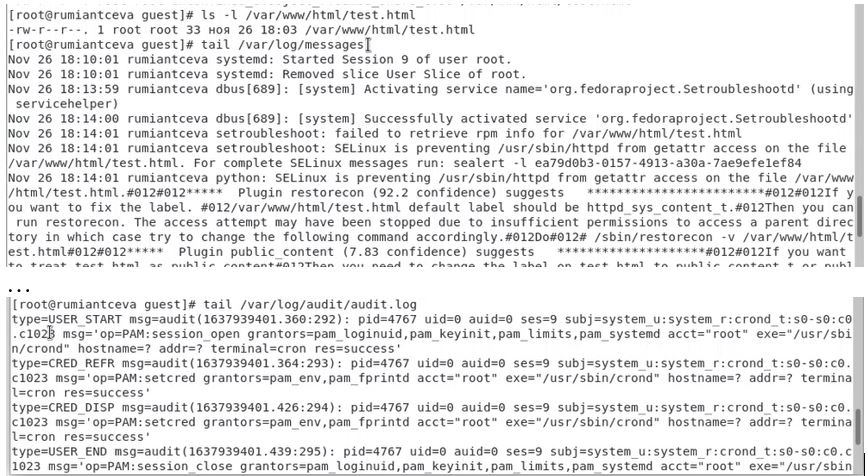 [root@rumiantceva guest]# ls -l /var/www/html/test.html
-rw-r--r--. 1 root root 33 ноя 26 18:03 /var/www/html/test.html
[root@rumiantceva guest]# tail /var/log/messages
Nov 26 18:10:01 rumiantceva systemd: Started Session 9 of user root.
Nov 26 18:10:01 rumiantceva systemd: Removed slice User Slice of root.
Nov 26 18:13:59 rumiantceva dbus[689]: [system] Activating service name='org.fedoraproject.Setroubleshootd' (using
 servicehelper)
Nov 26 18:14:00 rumiantceva dbus[689]: [system] Successfully activated service 'org.fedoraproject.Setroubleshootd'
Nov 26 18:14:01 rumiantceva setroubleshoot: failed to retrieve rpm info for /var/www/html/test.html
Nov 26 18:14:01 rumiantceva setroubleshoot: SELinux is preventing /usr/sbin/httpd from getattr access on the file
/var/www/html/test.html. For complete SELinux messages run: sealert -l ea79d0b3-0157-4913-a30a-7ae9efe1ef84
Nov 26 18:14:01 rumiantceva python: SELinux is preventing /usr/sbin/httpd from getattr access on the file /var/www
/html/test.html.#012#012***** Plugin restorecon (92.2 confidence) suggests ************************#012#012If y
ou want to fix the label. #012/var/www/html/test.html default label should be httpd_sys_content_t.#012Then you can
 run restorecon. The access attempt may have been stopped due to insufficient permissions to access a parent direc
tory in which case try to change the following command accordingly.#012Do#012# /sbin/restorecon -v /var/www/html/t
est.html#012#012***** Plugin public_content (7.83 confidence) suggests ********************#012#012If you want
to treat test.html as public content#012Then you need to change the label on test.html to public_content_t or publ
...
[root@rumiantceva guest]# tail /var/log/audit/audit.log
type=USER_START msg=audit(1637939401.360:292): pid=4767 uid=0 auid=0 ses=9 subj=system_u:system_r:crond_t:s0-s0:c0
.c1023 msg='op=PAM:session_open grantors=pam_loginuid,pam_keyinit,pam_limits,pam_systemd acct="root" exe="/usr/sbi
n/crond" hostname=? addr=? terminal=cron res=success'
type=CRED_REFR msg=audit(1637939401.364:293): pid=4767 uid=0 auid=0 ses=9 subj=system_u:system_r:crond_t:s0-s0:c0.
c1023 msg='op=PAM:setcred grantors=pam_env,pam_fprintd acct="root" exe="/usr/sbin/crond" hostname=? addr=? termina
l=cron res=success'
type=CRED_DISP msg=audit(1637939401.426:294): pid=4767 uid=0 auid=0 ses=9 subj=system_u:system_r:crond_t:s0-s0:c0.
c1023 msg='op=PAM:setcred grantors=pam_env,pam_fprintd acct="root" exe="/usr/sbin/crond" hostname=? addr=? termina
l=cron res=success'
type=USER_END msg=audit(1637939401.439:295): pid=4767 uid=0 auid=0 ses=9 subj=system_u:system_r:crond_t:s0-s0:c0.c
1023 msg='op=PAM:session_close grantors=pam_loginuid,pam_keyinit,pam_limits,pam_systemd acct="root" exe="/usr/sbi